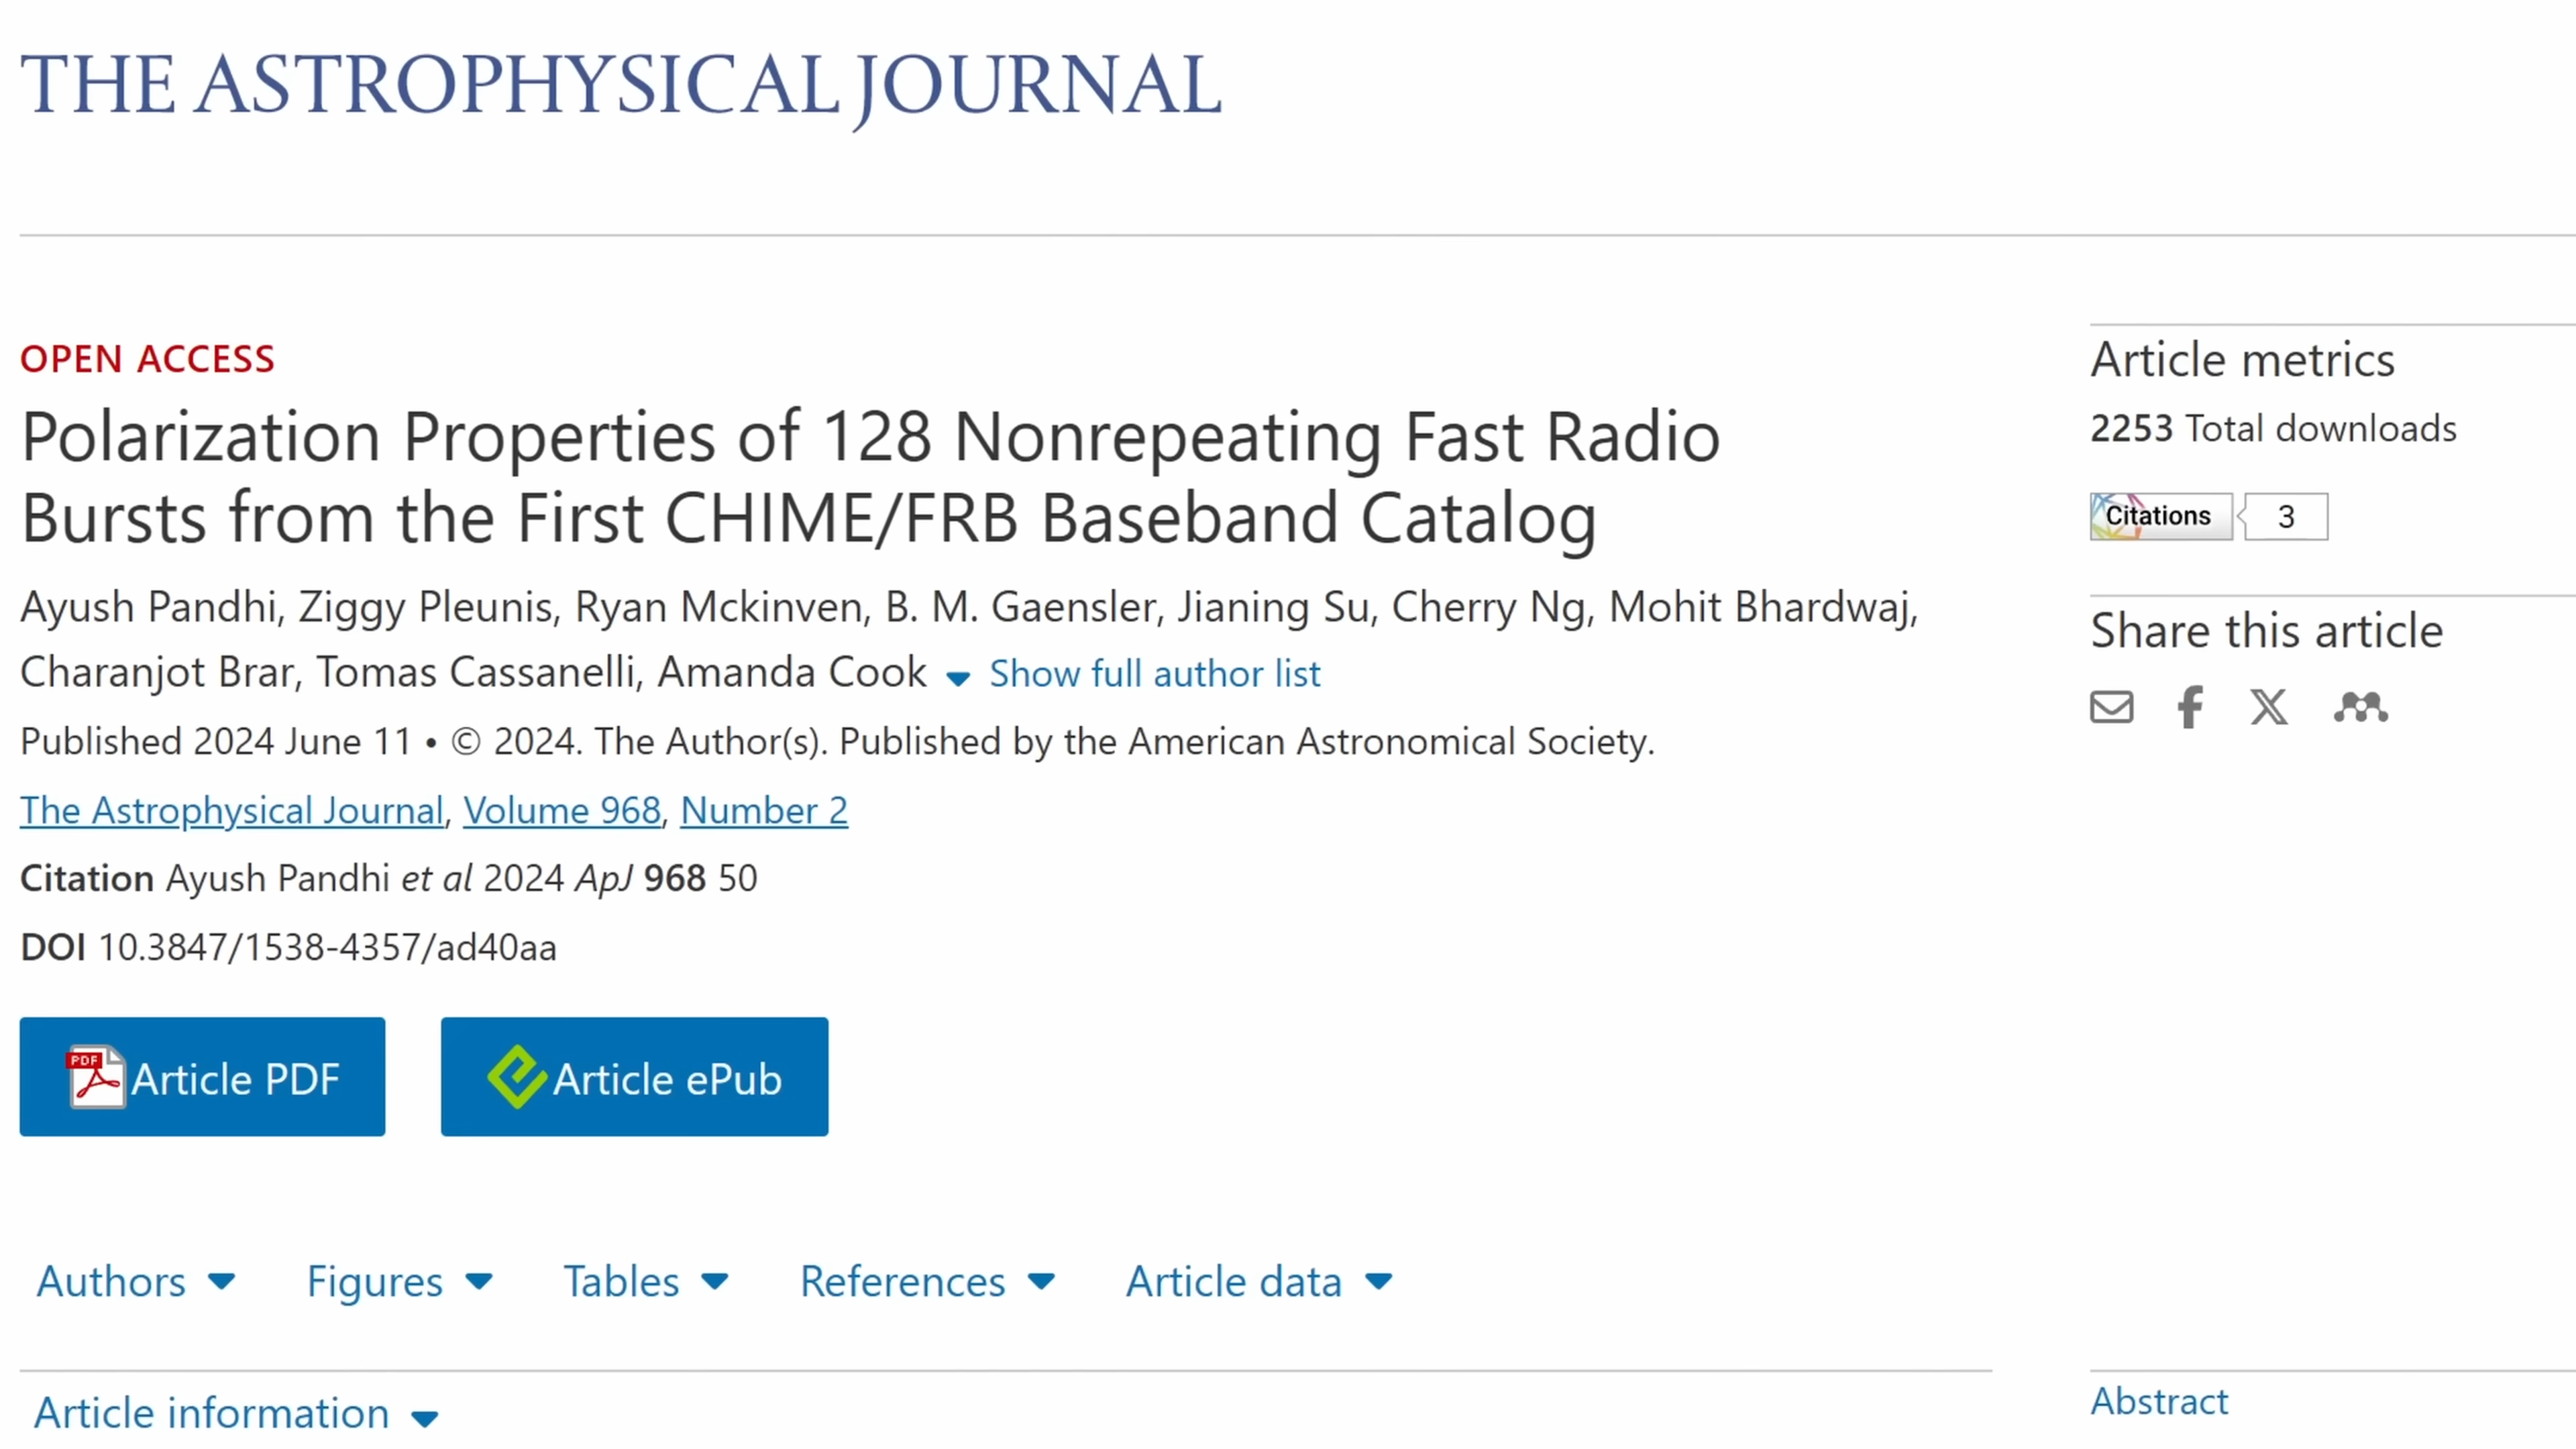 THE ASTROPHYSICAL JOURNAL
OPEN ACCESS
Polarization Properties of 128 Nonrepeating Fast Radio
Bursts from the First CHIME/FRB Baseband Catalog
Ayush Pandhi, Ziggy Pleunis, Ryan Mckinven, B. M. Gaensler, Jianing Su, Cherry Ng, Mohit Bhardwaj,
Charanjot Brar, Tomas Cassanelli, Amanda Cook Show full author list
Published 2024 June 11 • © 2024. The Author(s). Published by the American Astronomical Society.
The Astrophysical Journal, Volume 968, Number 2
Citation Ayush Pandhi et al 2024 ApJ 968 50
DOI 10.3847/1538-4357/ad40aa
PDF Article PDF Article ePub
Authors Figures Tables References Article data
Article information
Article metrics
2253 Total downloads
Citations 3
Share this article
Abstract